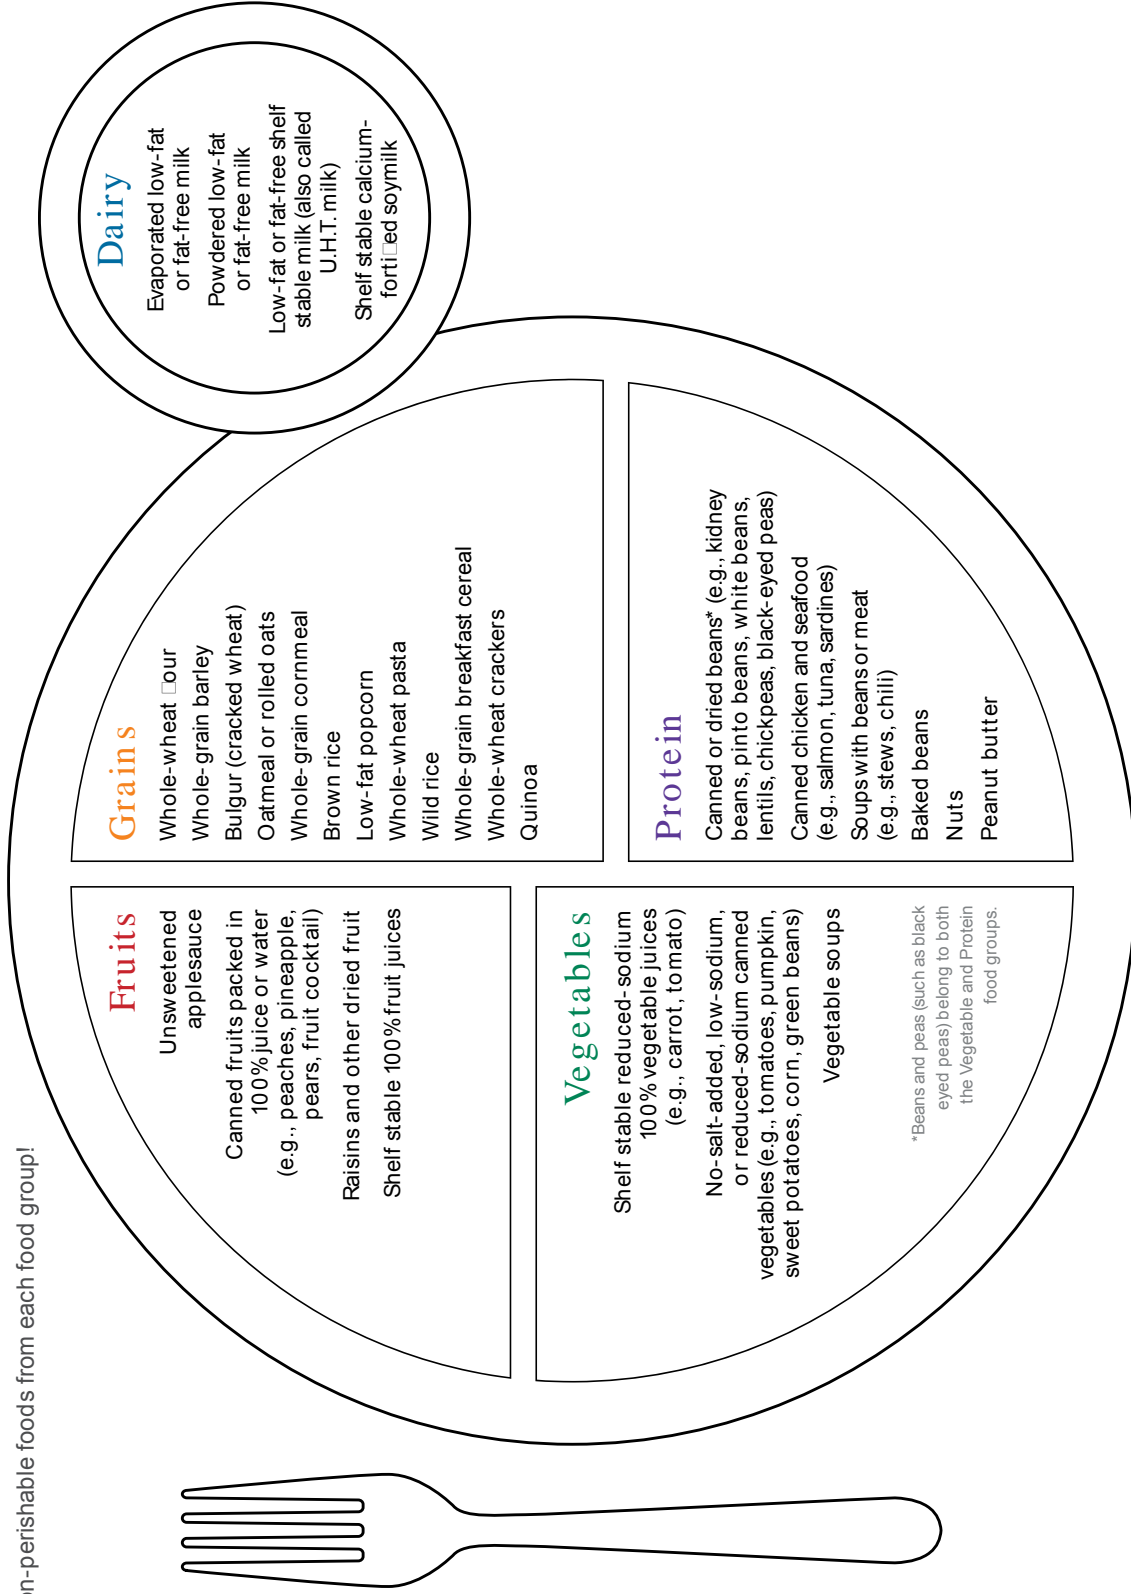 perishable foods from each food group!
Dairy
Evaporated low-fat
or fat-free milk
Powdered low-fat
or fat-free milk
Low-fat or fat-free shelf
stable milk (also called
U.H.T. milk)
Shelf stable calcium-
forti□ed soymilk
Fruits
Unsweetened
applesauce
Canned fruits packed in
100% juice or water
(e.g., peaches, pineapple,
pears, fruit cocktail)
Raisins and other dried fruit
Shelf stable 100% fruit juices
Grains
Whole-wheat □our
Whole-grain barley
Bulgur (cracked wheat)
Oatmeal or rolled oats
Whole-grain cornmeal
Brown rice
Low-fat popcorn
Whole-wheat pasta
Wild rice
Whole-grain breakfast cereal
Whole-wheat crackers
Quinoa
Vegetables
Shelf stable reduced-sodium
100% vegetable juices
(e.g., carrot, tomato)
No-salt-added, low-sodium,
or reduced-sodium canned
vegetables (e.g., tomatoes, pumpkin,
sweet potatoes, corn, green beans)
Vegetable soups
*Beans and peas (such as black
eyed peas) belong to both
the Vegetable and Protein
food groups.
Protein
Canned or dried beans* (e.g., kidney
beans, pinto beans, white beans,
lentils, chickpeas, black-eyed peas)
Canned chicken and seafood
(e.g., salmon, tuna, sardines)
Soups with beans or meat
(e.g., stews, chili)
Baked beans
Nuts
Peanut butter